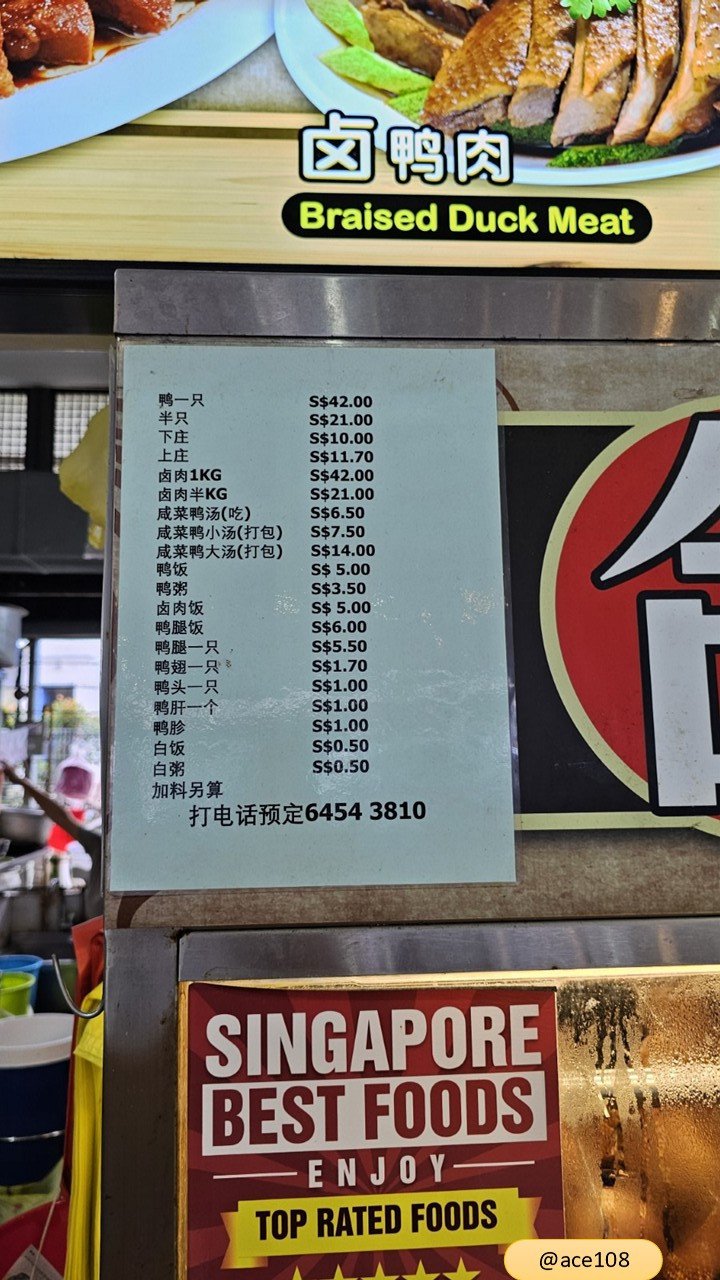 卤鸭肉
Braised Duck Meat
鸭一只 S$42.00
半只 S$21.00
下庄 S$10.00
上庄 S$11.70
卤肉1KG S$42.00
卤肉半KG S$21.00
咸菜鸭汤(吃) S$6.50
咸菜鸭小汤(打包) S$7.50
咸菜鸭大汤(打包) S$14.00
鸭饭 S$ 5.00
鸭粥 S$3.50
卤肉饭 S$ 5.00
鸭腿饭 S$6.00
鸭腿一只 S$5.50
鸭翅一只 S$1.70
鸭头一只 S$1.00
鸭肝一个 S$1.00
鸭胗 S$1.00
白饭 S$0.50
白粥 S$0.50
加料另算
打电话预定6454 3810
SINGAPORE
BEST FOODS
ENJOY
TOP RATED FOODS
@ace108